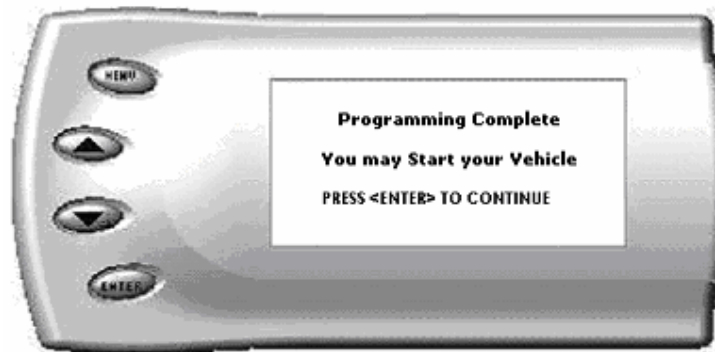 MENU
Programming Complete
You may Start your Vehicle
PRESS <ENTER> TO CONTINUE
ENTER